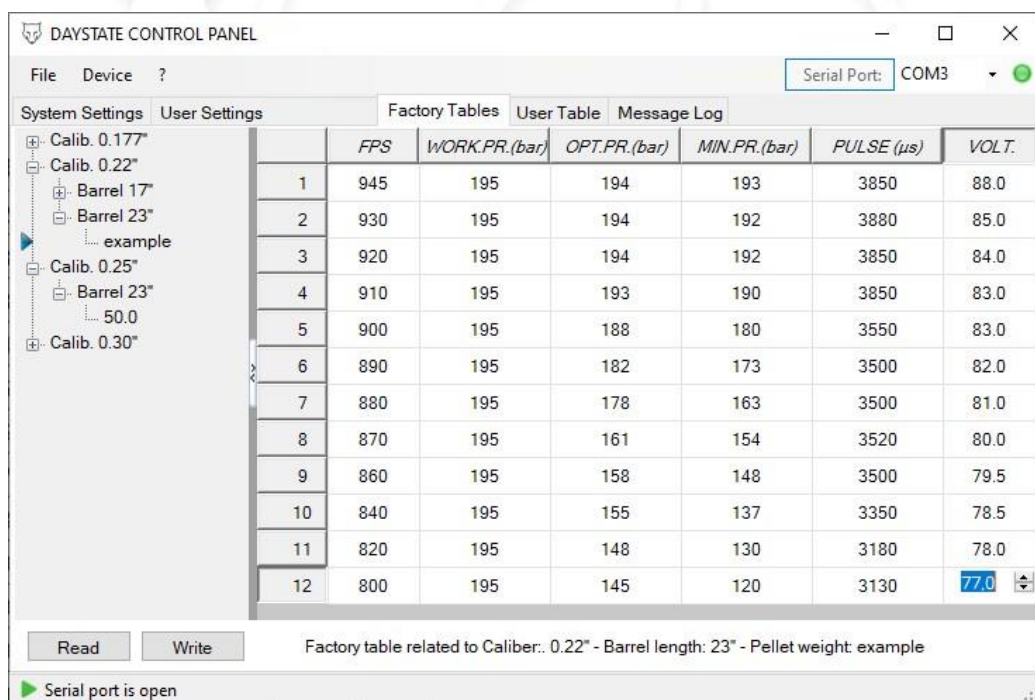 DAYSTATE CONTROL PANEL
File Device ? Serial Port: COM3
System Settings User Settings Factory Tables User Table Message Log
Calib. 0.177"
Calib. 0.22"
Barrel 17"
Barrel 23"
example
Calib. 0.25"
Barrel 23"
50.0
Calib. 0.30"
FPS WORK.PR.(bar) OPT.PR.(bar) MIN.PR.(bar) PULSE (µs) VOLT.
1 945 195 194 193 3850 88.0
2 930 195 194 192 3880 85.0
3 920 195 194 192 3850 84.0
4 910 195 193 190 3850 83.0
5 900 195 188 180 3550 83.0
6 890 195 182 173 3500 82.0
7 880 195 178 163 3500 81.0
8 870 195 161 154 3520 80.0
9 860 195 158 148 3500 79.5
10 840 195 155 137 3350 78.5
11 820 195 148 130 3180 78.0
12 800 195 145 120 3130 77,0
Read Write Factory table related to Caliber:. 0.22" - Barrel length: 23" - Pellet weight: example
Serial port is open